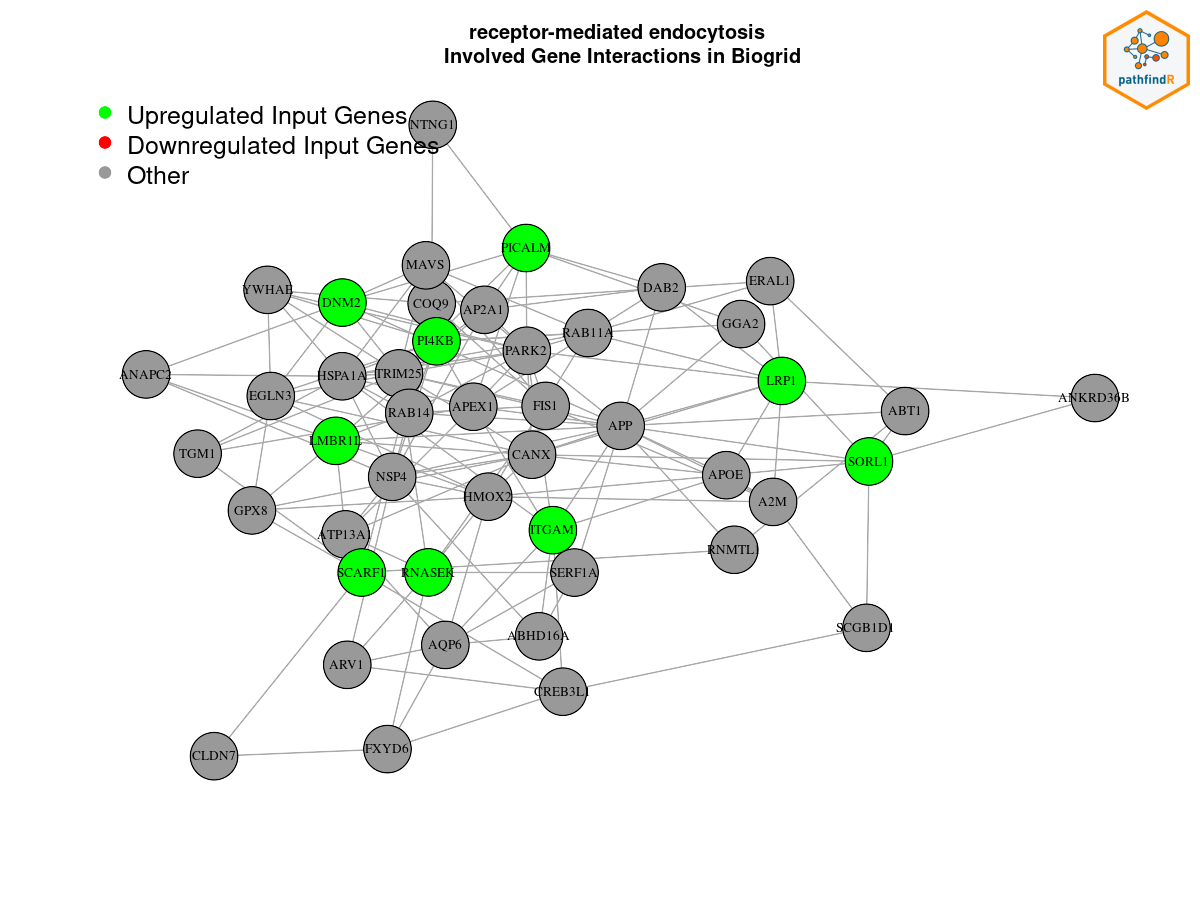 receptor-mediated endocytosis
Involved Gene Interactions in Biogrid
pathfindR
Upregulated Input Genes
Downregulated Input Genes
Other
NTNG1
PICALM
MAVS
YWHAE
DNM2
COQ9
AP2A1
DAB2
ERAL1
GGA2
RAB11A
PI4KB
PARK2
ANAPC2
HSPA1A
TRIM25
LRP1
EGLN3
RAB14
APEX1
FIS1
APP
ABT1
ANKRD36B
LMBR1L
TGM1
CANX
SORL1
NSP4
APOE
HMOX2
A2M
GPX8
ATP13A1
ITGAM
RNMTL1
SCARF1
RNASEK
SERF1A
AQP6
ABHD16A
SCGB1D1
ARV1
CREB3L1
CLDN7
FXYD6